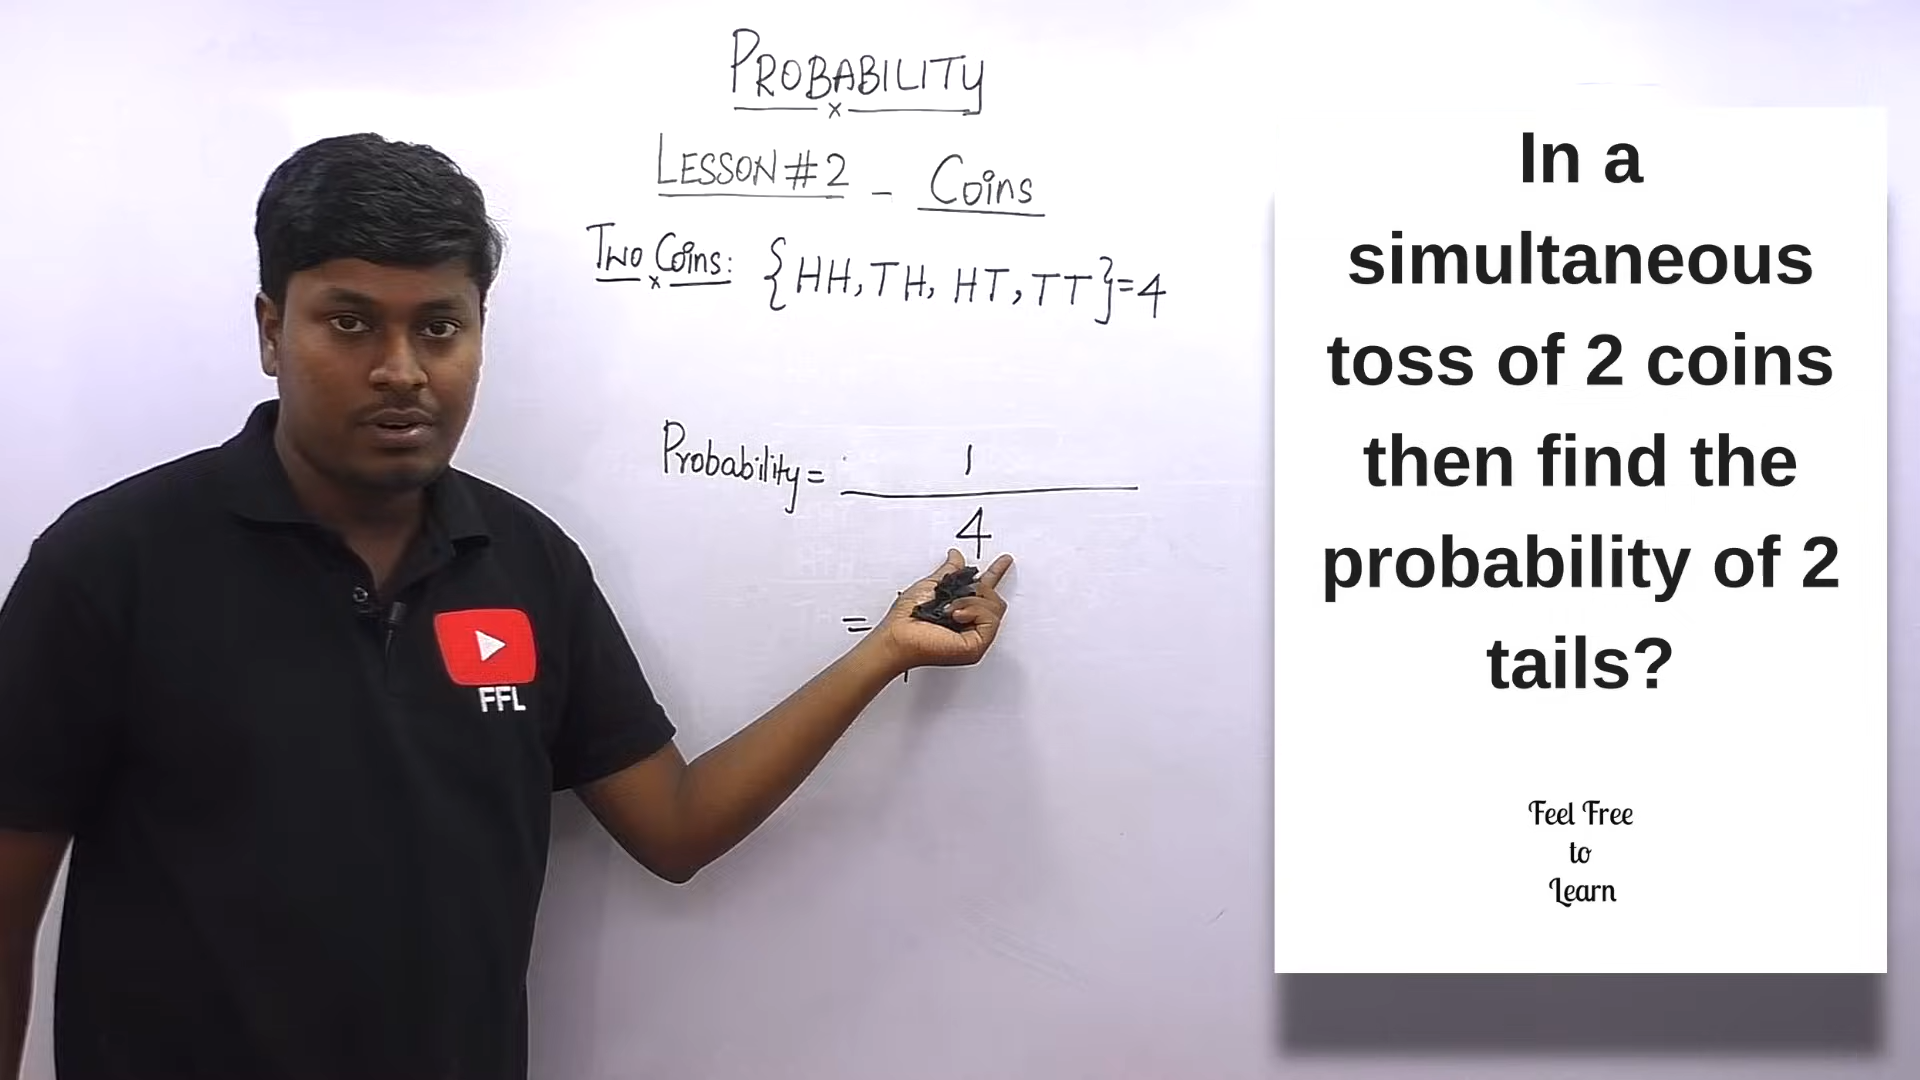 PROBABILITY
LESSON #2 - Coins
Two Coins: {HH, TH, HT, TT}=4
Probability = 1
4
=
FFL
In a
simultaneous
toss of 2 coins
then find the
probability of 2
tails?
Feel Free
to
Learn